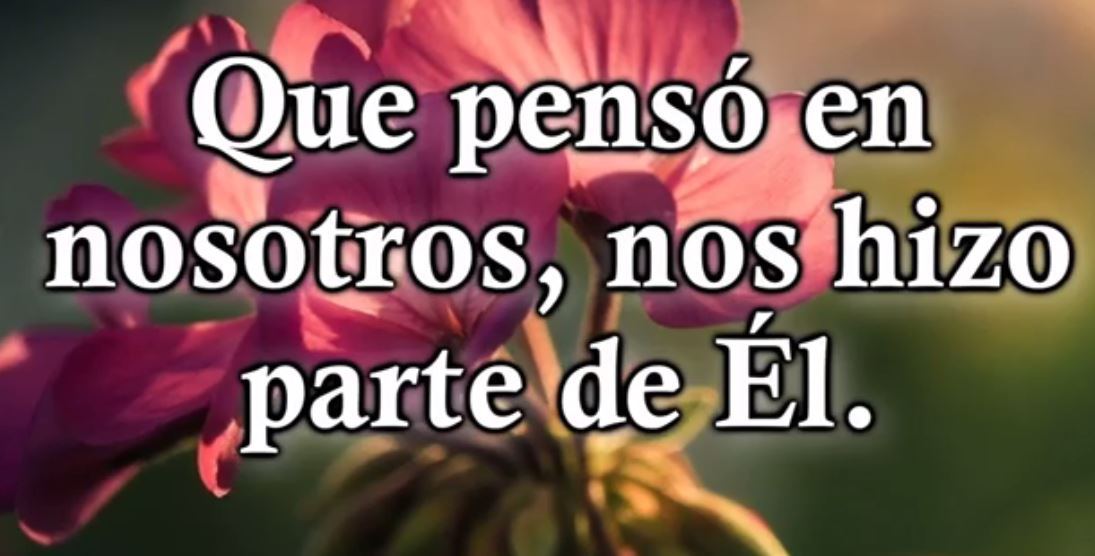 Que pensó en
nosotros, nos hizo
parte de Él.